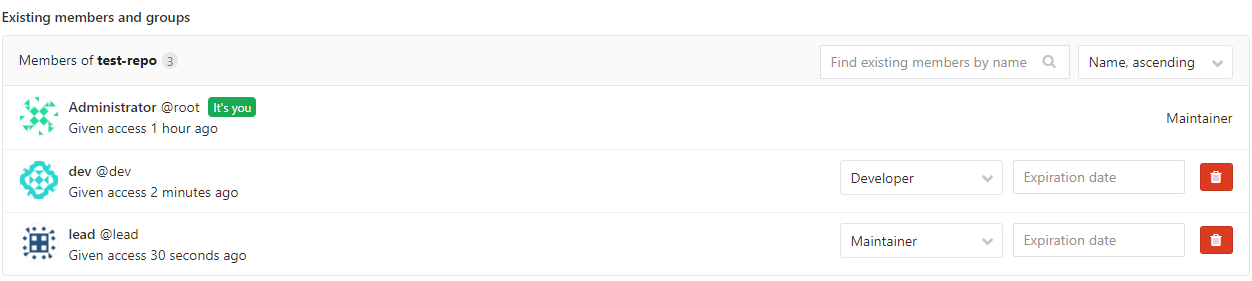 Existing members and groups
Members of test-repo 3
Find existing members by name
Name, ascending
Administrator @root It's you
Given access 1 hour ago
Maintainer
dev @dev
Given access 2 minutes ago
Developer
Expiration date
lead @lead
Given access 30 seconds ago
Maintainer
Expiration date